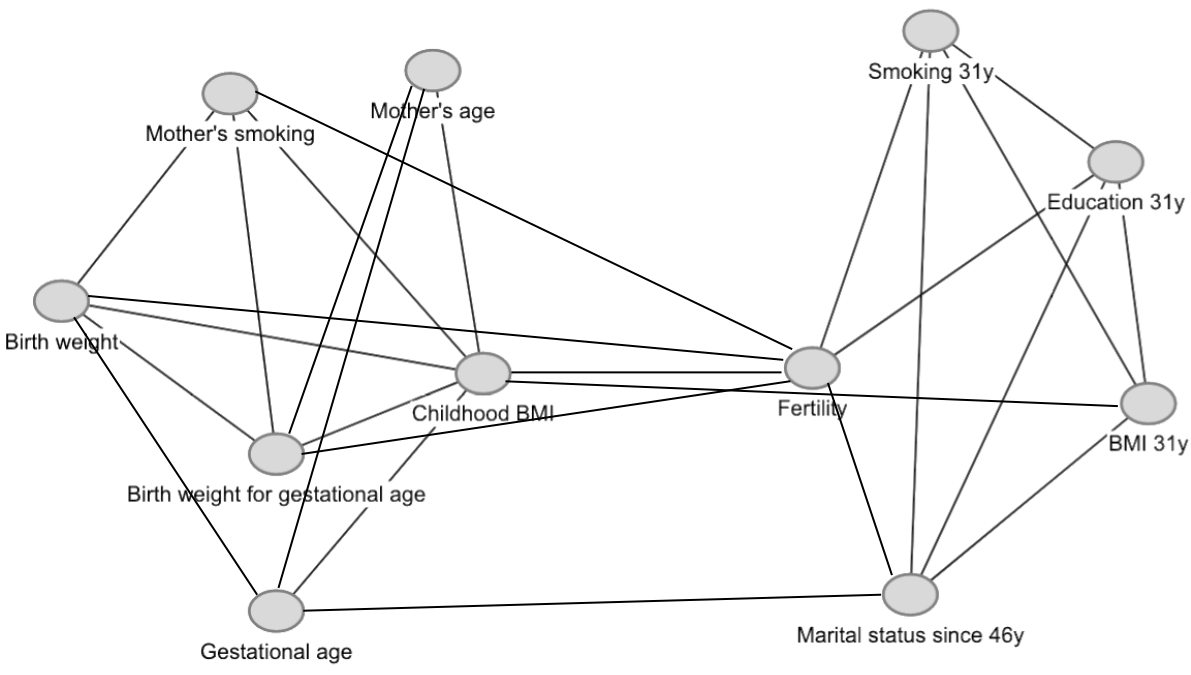 Smoking 31y
Mother's age
Mother's smoking
Education 31y
Birth weight
Childhood BMI
Fertility
BMI 31y
Birth weight for gestational age
Marital status since 46y
Gestational age